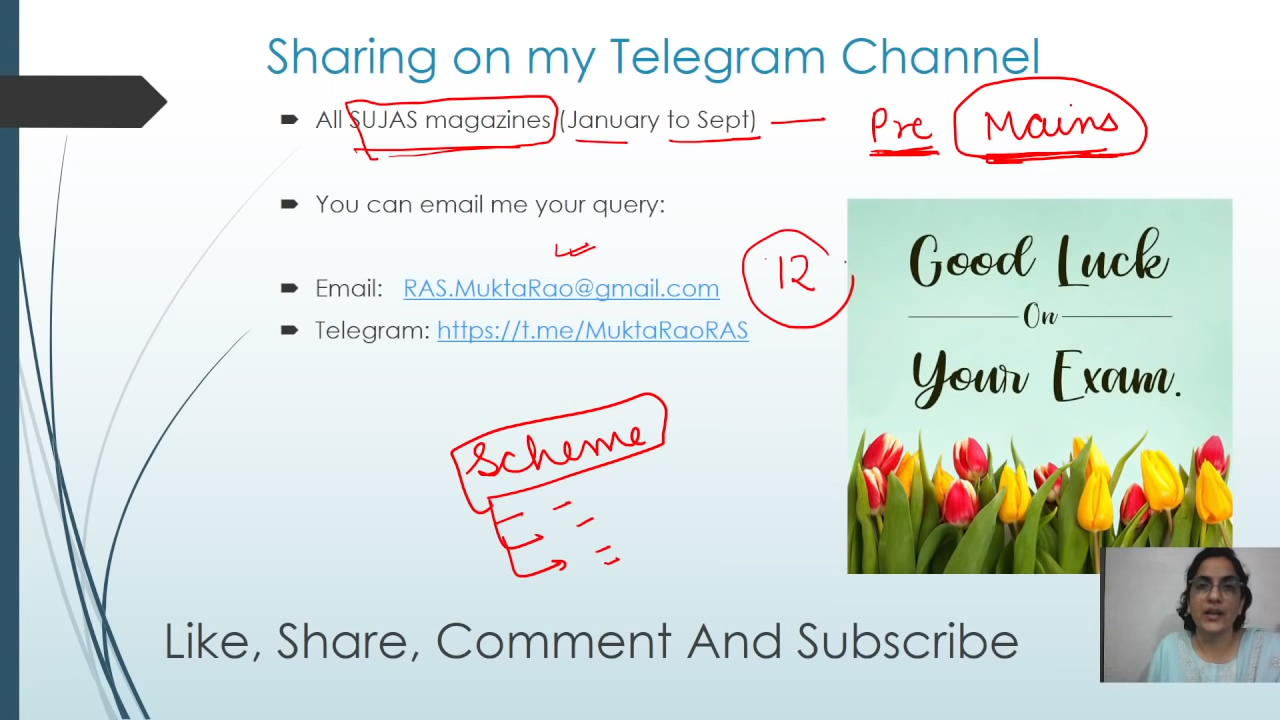 Sharing on my Telegram Channel
All SUJAS magazines (January to Sept) Pre Mains
You can email me your query:
12
Email: RAS.MuktaRao@gmail.com
Telegram: https://t.me/MuktaRaoRAS
Good Luck
On
Your Exam.
Scheme
Like, Share, Comment And Subscribe